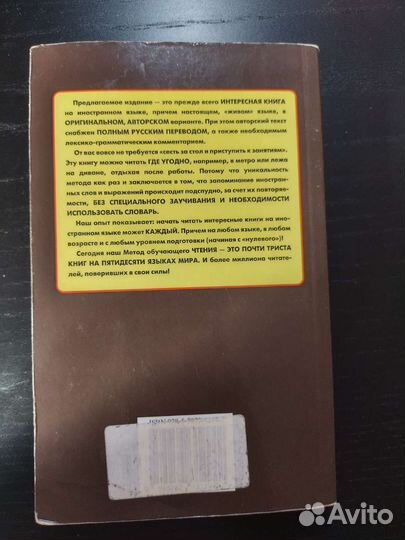 Предлагаемое издание — это прежде всего ИНТЕРЕСНАЯ КНИГА
на иностранном языке, причем настоящем, «живом» языке, в
ОРИГИНАЛЬНОМ, АВТОРСКОМ варианте. При этом авторский текст
снабжен ПОЛНЫМ РУССКИМ ПЕРЕВОДОМ, а также необходимым
лексико-грамматическим комментарием.
От вас вовсе не требуется «сесть за стол и приступить к занятиям».
Эту книгу можно читать ГДЕ УГОДНО, например, в метро или лежа
на диване, отдыхая после работы. Потому что уникальность
метода как раз и заключается в том, что запоминание иностран-
ных слов и выражений происходит подспудно, за счет их повторяе-
мости, БЕЗ СПЕЦИАЛЬНОГО ЗАУЧИВАНИЯ И НЕОБХОДИМОСТИ
ИСПОЛЬЗОВАТЬ СЛОВАРЬ.
Наш опыт показывает: начать читать интересные книги на ино-
странном языке может КАЖДЫЙ. Причем на любом языке, в любом
возрасте и с любым уровнем подготовки (начиная с «нулевого»)!
Сегодня наш Метод обучающего ЧТЕНИЯ — ЭТО ПОЧТИ ТРИСТА
КНИГ НА ПЯТИДЕСЯТИ ЯЗЫКАХ МИРА. И более миллиона читате-
лей, поверивших в свои силы!
Avito